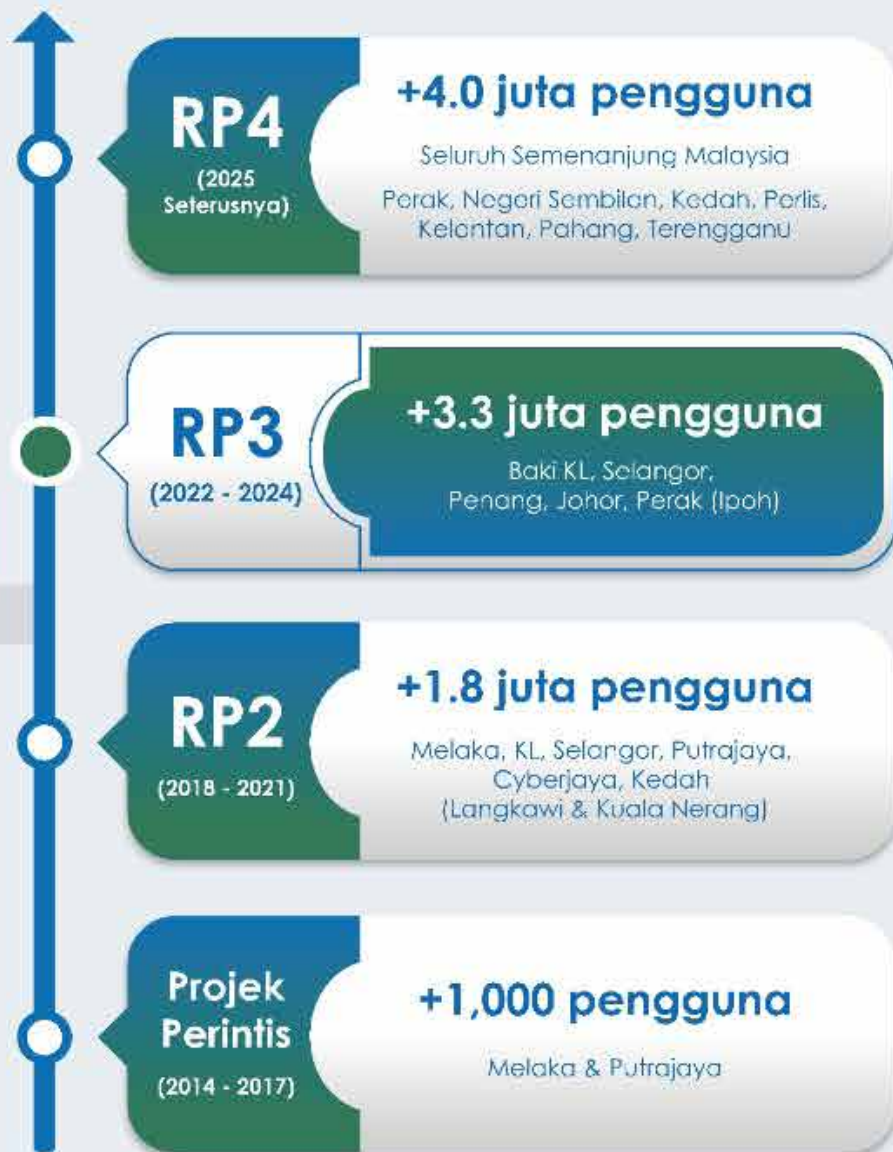 RP4
(2025
Seterusnya)
+4.0 juta pengguna
Seluruh Semenanjung Malaysia
Perak, Negeri Sembilan, Kedah, Perlis,
Kelantan, Pahang, Terengganu
RP3
(2022 - 2024)
+3.3 juta pengguna
Baki KL, Selangor,
Penang, Johor, Perak (Ipoh)
RP2
(2018 - 2021)
+1.8 juta pengguna
Melaka, KL, Selangor, Putrajaya,
Cyberjaya, Kedah
(Langkawi & Kuala Nerang)
Projek
Perintis
(2014 - 2017)
+1,000 pengguna
Melaka & Putrajaya